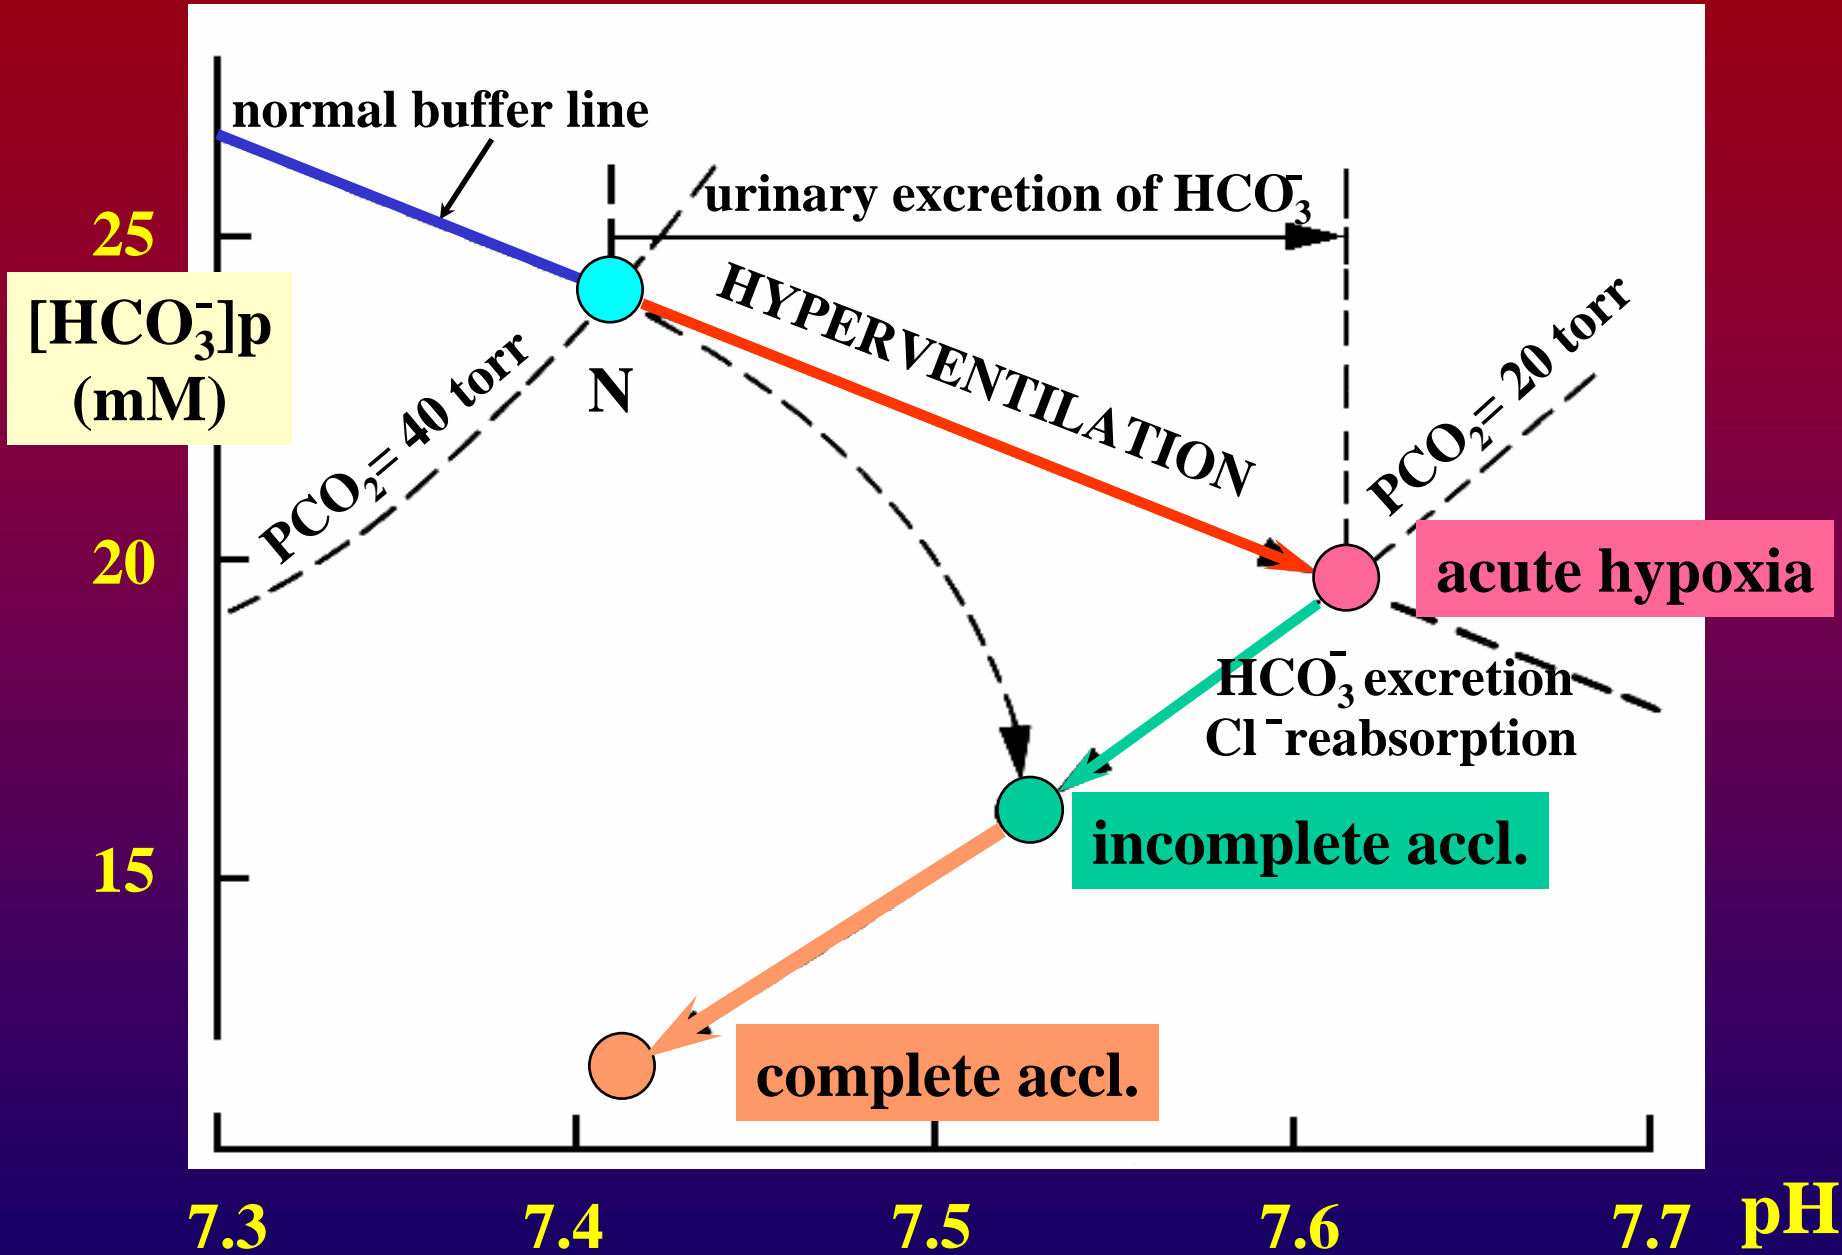 normal buffer line
urinary excretion of HCO₃⁻
25
[HCO₃⁻]p
(mM)
HYPERVENTILATION
N
PCO₂= 40 torr
PCO₂= 20 torr
20
acute hypoxia
HCO₃⁻ excretion
Cl⁻ reabsorption
15
incomplete accl.
complete accl.
7.3 7.4 7.5 7.6 7.7 pH